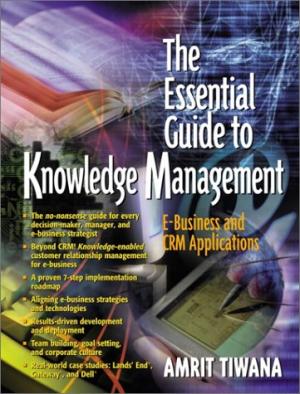 The
Essential
Guide to
Knowledge Management
E-Business and
CRM Applications
▪ The no-nonsense guide for every
decision-maker, manager, and
e-business strategist
▪ Beyond CRM! Knowledge-enabled
customer relationship management
for e-business
▪ A proven 7-step implementation
roadmap
▪ Aligning e-business strategies
and technologies
▪ Results-driven development
and deployment
▪ Team building, goal setting,
and corporate culture
▪ Real-world case studies: Lands' End,
Gateway, and Dell
AMRIT TIWANA